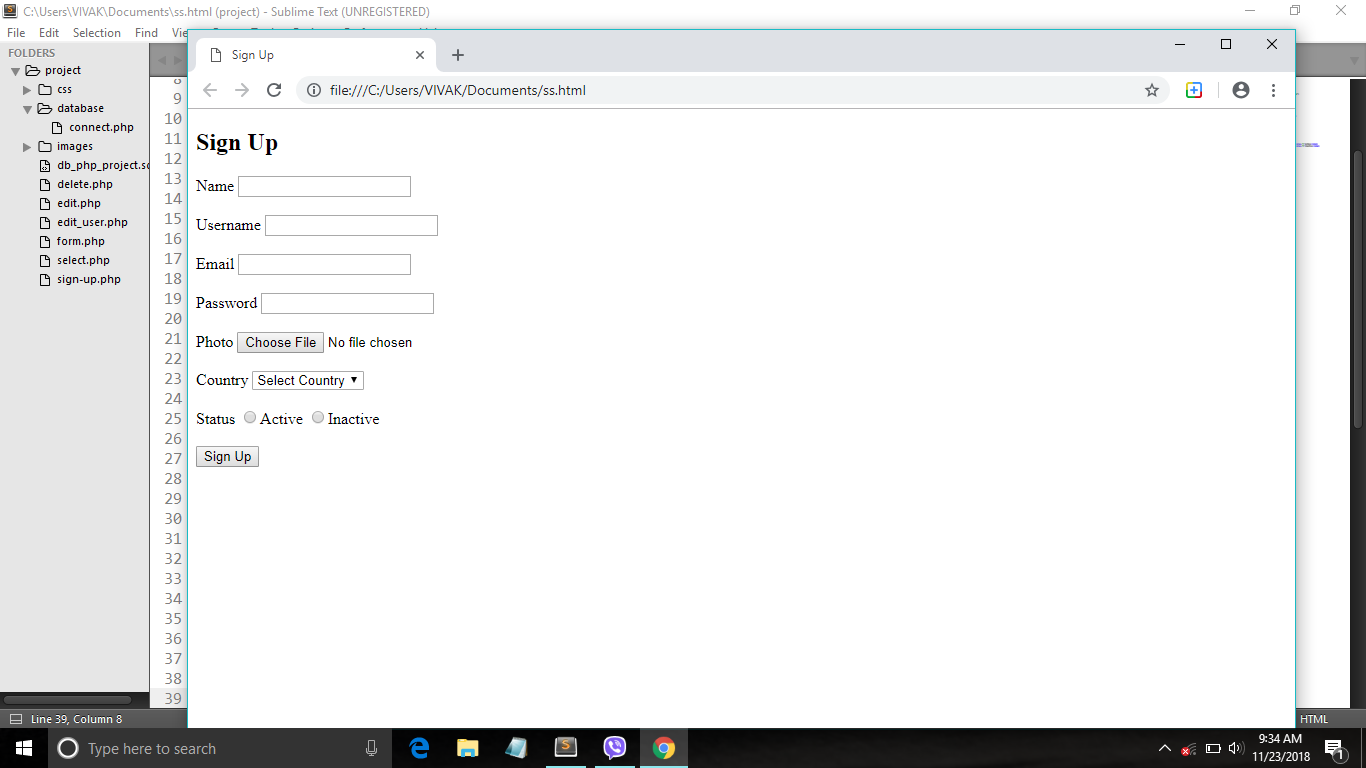 C:\Users\VIVAK\Documents\ss.html (project) - Sublime Text (UNREGISTERED)
File Edit Selection Find
FOLDERS
project
css
database
connect.php
images
db_php_project.s
delete.php
edit.php
edit_user.php
form.php
select.php
sign-up.php
9
10
11
12
13
14
15
16
17
18
19
20
21
22
23
24
25
26
27
28
29
30
31
32
33
34
35
36
37
38
39
Sign Up
file:///C:/Users/VIVAK/Documents/ss.html
Sign Up
Name
Username
Email
Password
Photo Choose File No file chosen
Country Select Country
Status Active Inactive
Sign Up
Line 39, Column 8
HTML
Type here to search
9:34 AM
11/23/2018
1